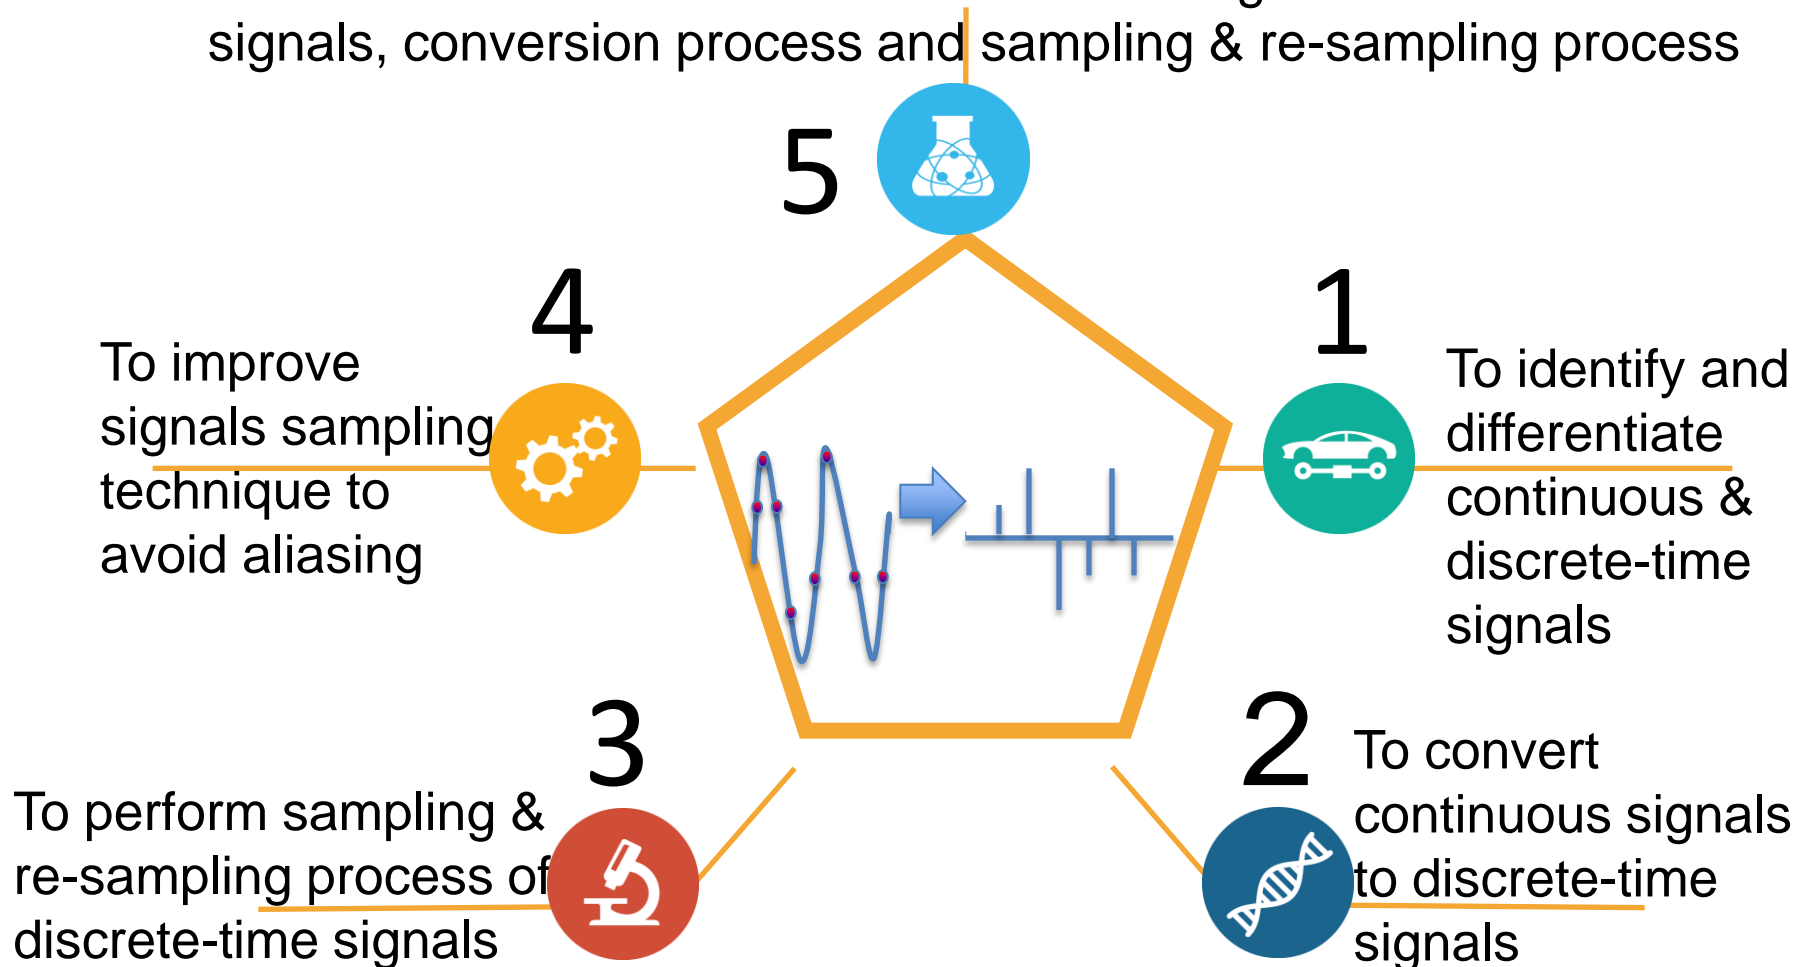 signals, conversion process and sampling & re-sampling process
5
4
To improve
signals sampling
technique to
avoid aliasing
1
To identify and
differentiate
continuous &
discrete-time
signals
3
To perform sampling &
re-sampling process of
discrete-time signals
2
To convert
continuous signals
to discrete-time
signals